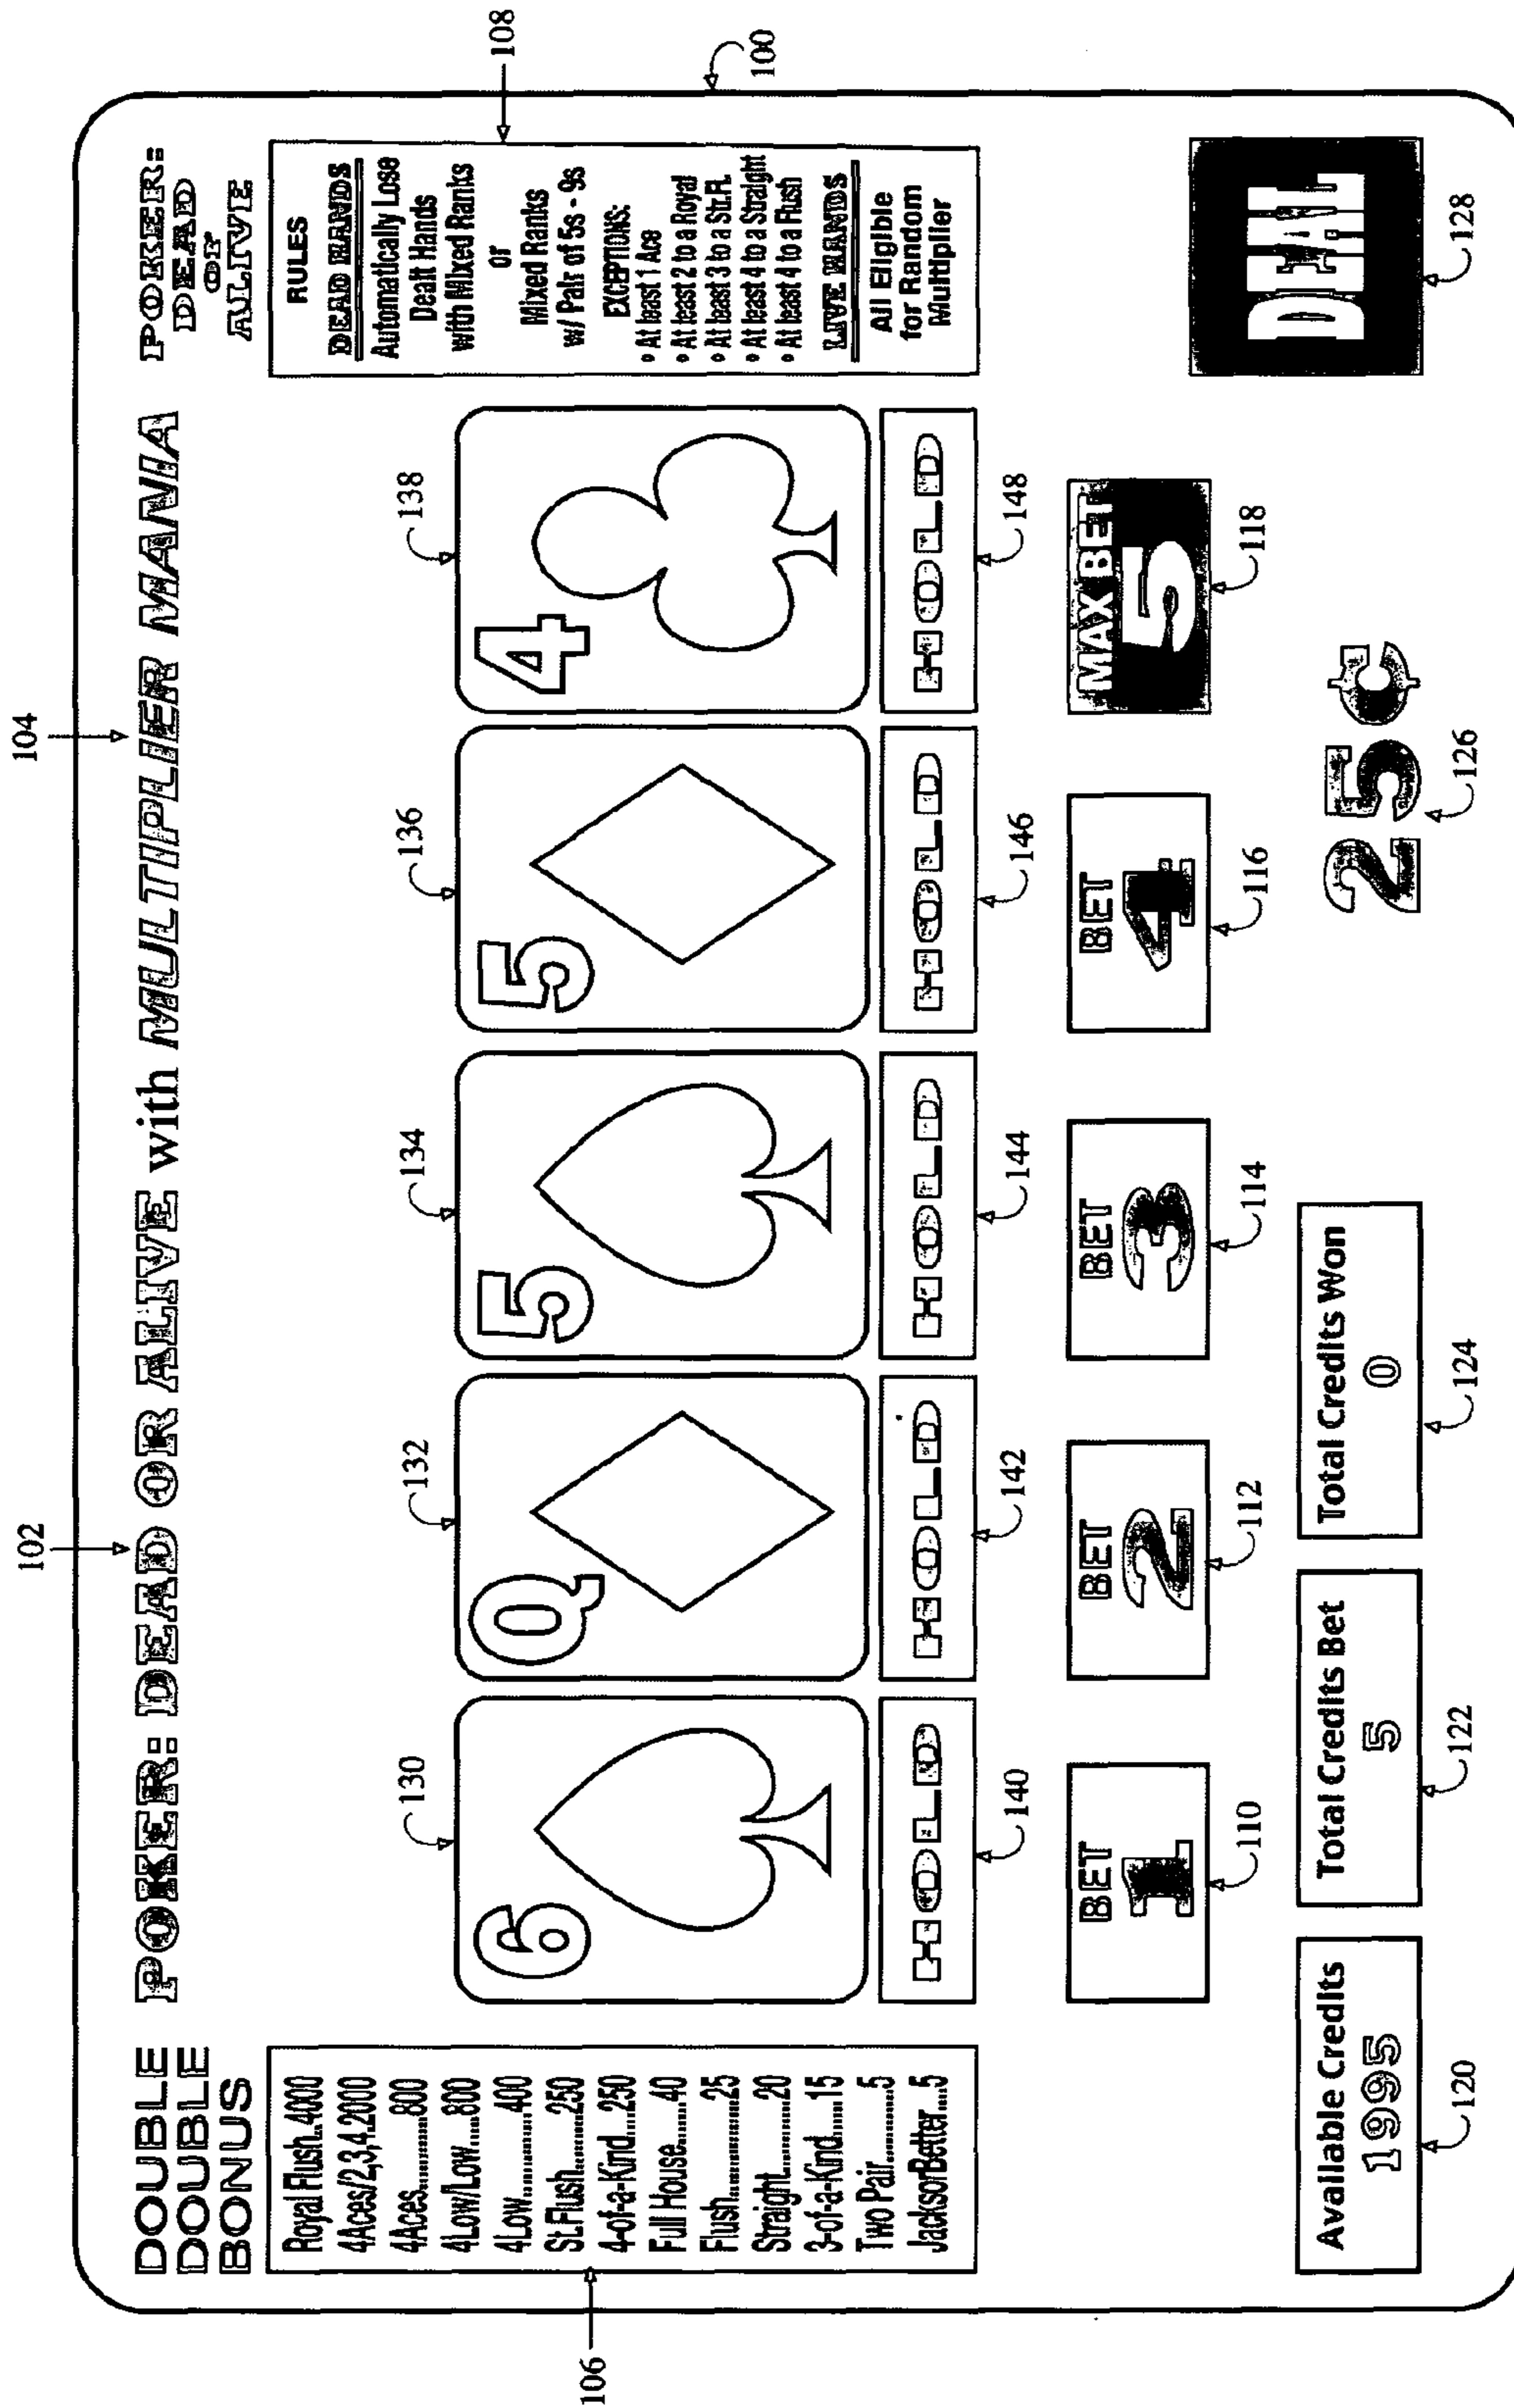 104
102
POKER: DEAD OR ALIVE with MULTIPLIER MANIA
DOUBLE
DOUBLE
BONUS
Royal Flush..4000
4Aces/2,3,4.2000
4Aces..........800
4Low/Low.....800
4Low............400
St.Flush........250
4-of-a-Kind....250
Full House.....40
Flush.............25
Straight.........20
3-of-a-Kind....15
Two Pair.........5
JacksorBetter....5
106
POKER:
DEAD
OR
ALIVE
RULES
DEAD HANDS
Automatically Lose
Dealt Hands
with Mixed Ranks
or
Mixed Ranks
w/ Pair of 5s - 9s
EXCEPTIONS:
• At least 1 Ace
• At least 2 to a Royal
• At least 3 to a Str.Fl.
• At least 4 to a Straight
• At least 4 to a Flush
LIVE HANDS
All Eligible
for Random
Multiplier
108
100
130 132 134 136 138
6 Q 5 5 4
HOLD HOLD HOLD HOLD HOLD
140 142 144 146 148
BET 1
BET 2
BET 3
BET 4
MAX BET 5
110 112 114 116 118
DEAL
128
Available Credits
1995
Total Credits Bet
5
Total Credits Won
0
25¢
120 122 124 126